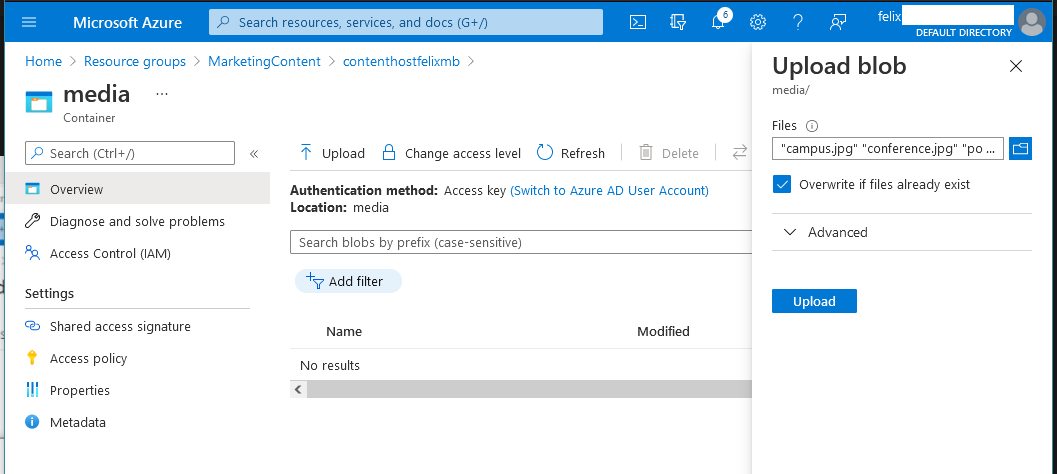 Microsoft Azure
Search resources, services, and docs (G+/)
6
felix
DEFAULT DIRECTORY
Home > Resource groups > MarketingContent > contenthostfelixmb >
media ...
Container
Search (Ctrl+/)
«
Overview
Diagnose and solve problems
Access Control (IAM)
Settings
Shared access signature
Access policy
Properties
Metadata
Upload
Change access level
Refresh
Delete
Authentication method: Access key (Switch to Azure AD User Account)
Location: media
Search blobs by prefix (case-sensitive)
Add filter
Name Modified
No results
Upload blob
media/
Files
"campus.jpg" "conference.jpg" "po ...
Overwrite if files already exist
Advanced
Upload